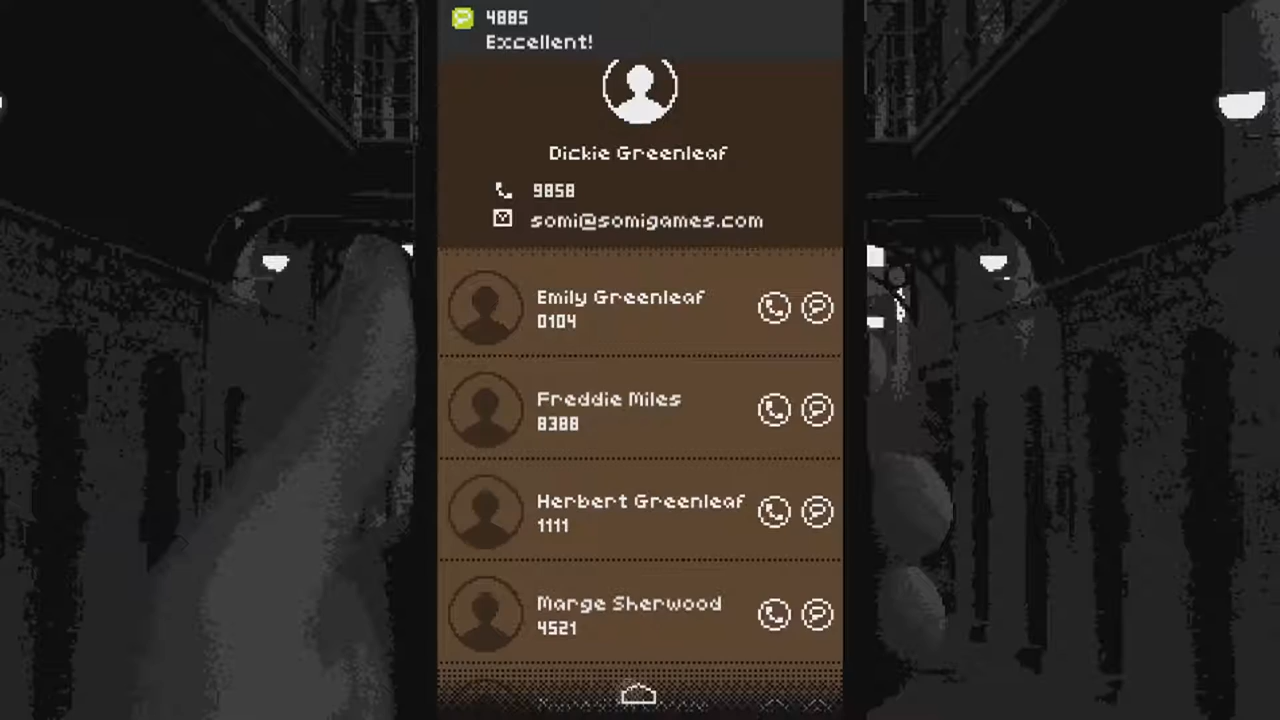 4885
Excellent!
Dickie Greenleaf
9858
somi@somigames.com
Emily Greenleaf
0104
Freddie Miles
8388
Herbert Greenleaf
1111
Marge Sherwood
4521